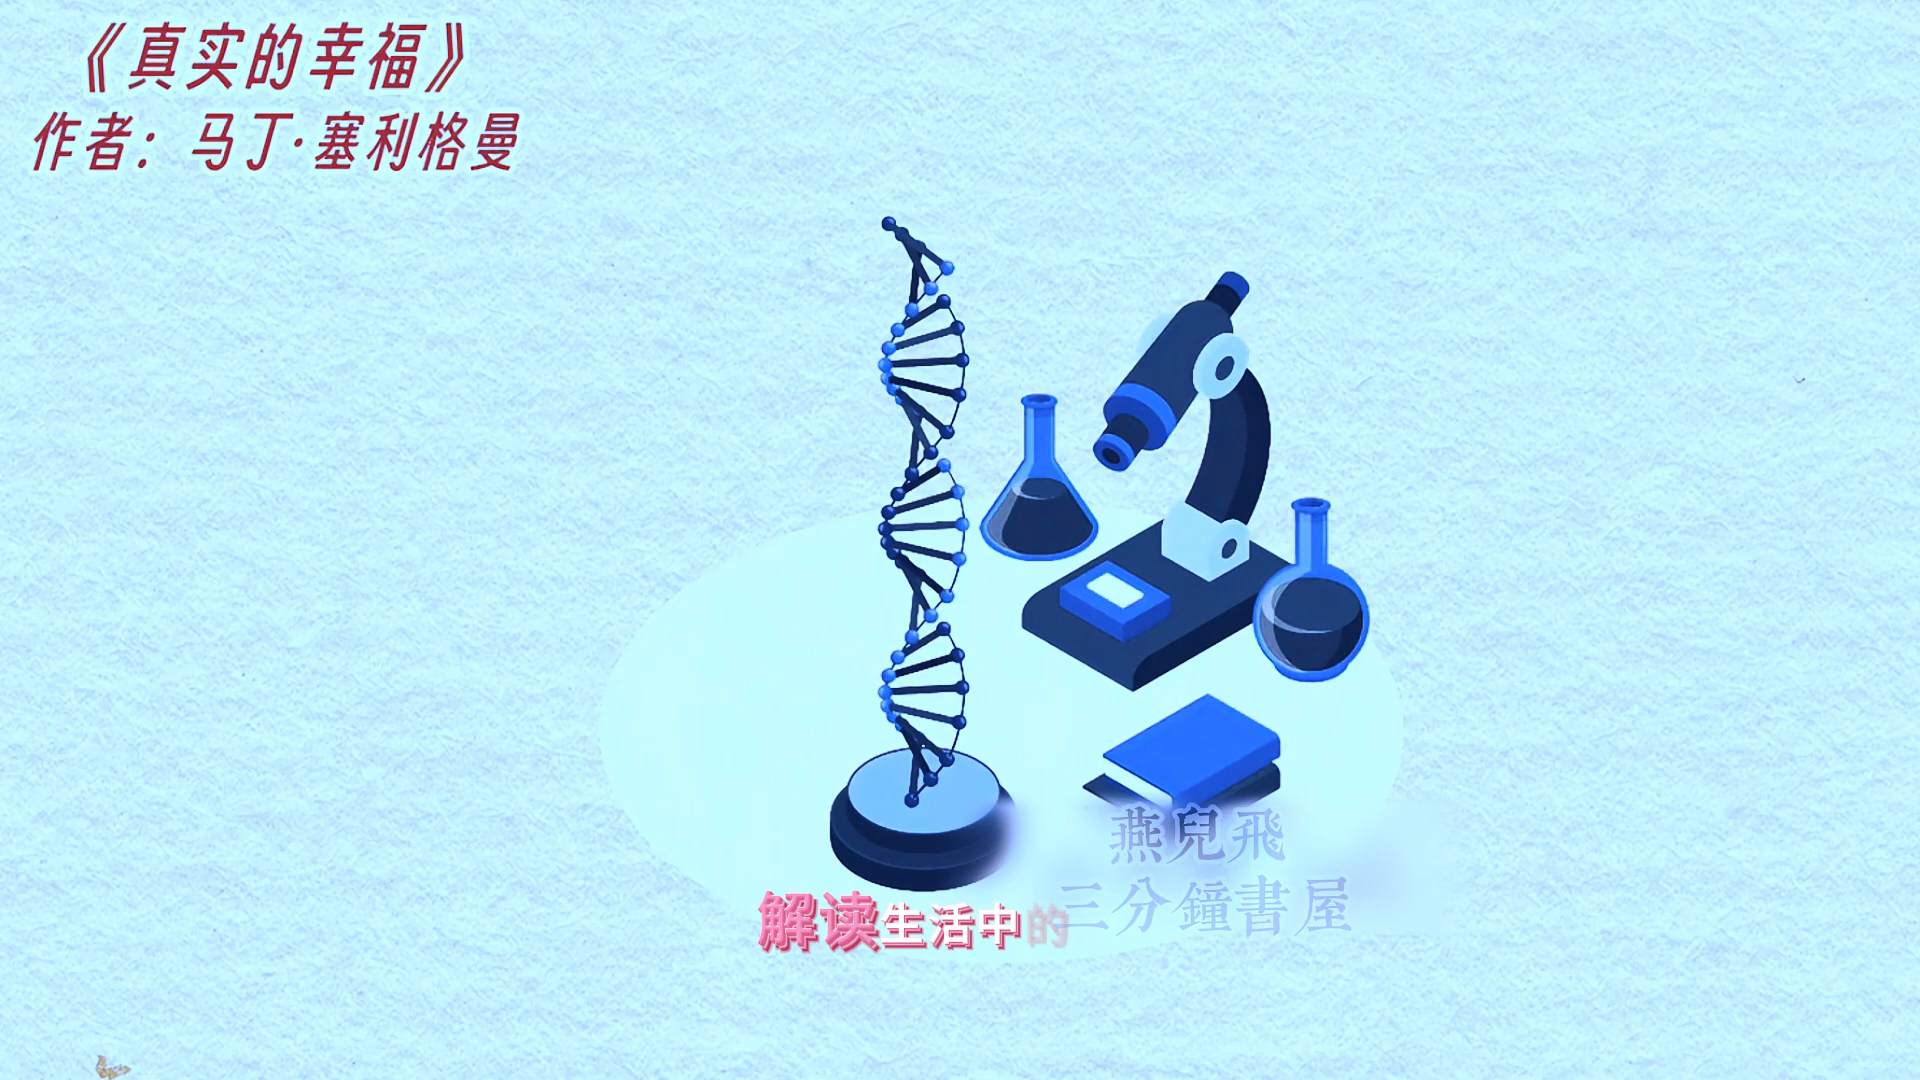 《真实的幸福》
作者：马丁·塞利格曼
燕兒飛
三分鐘書屋
解读生活中的